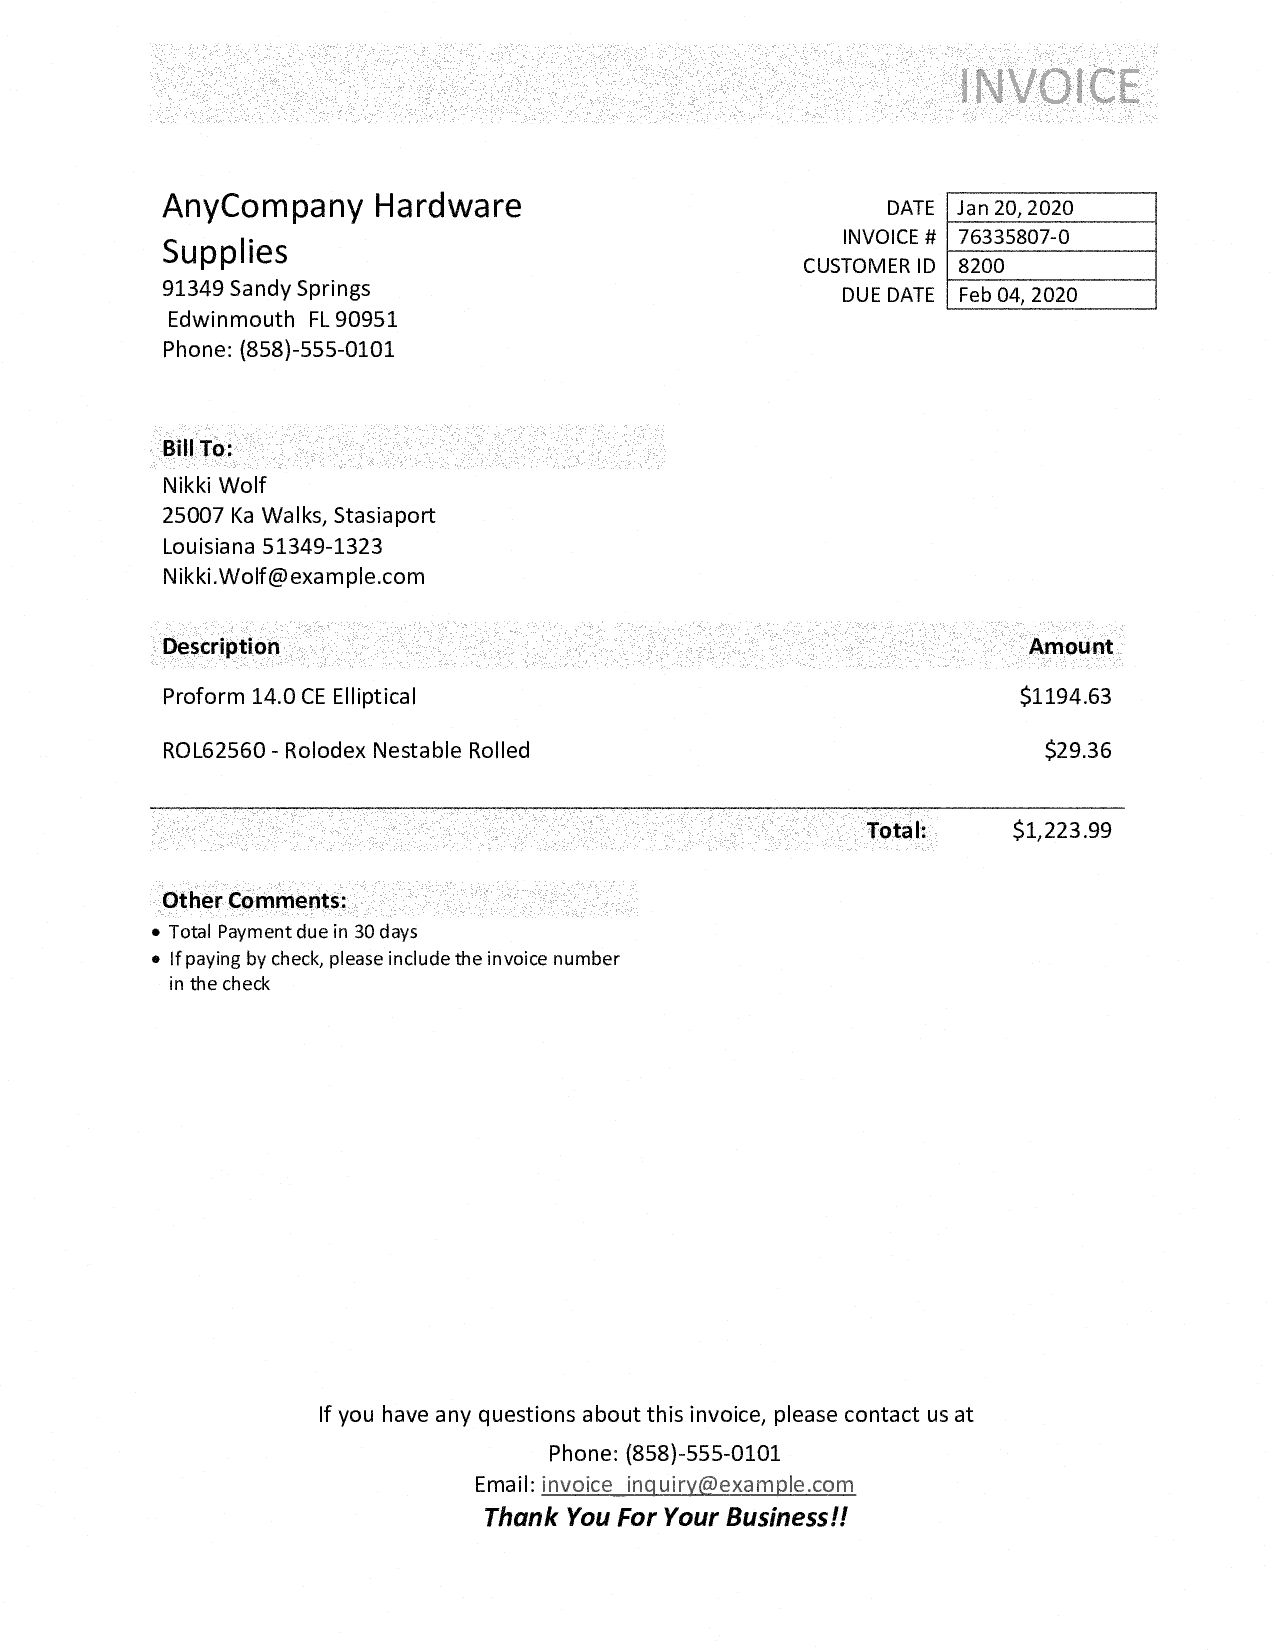 INVOICE
AnyCompany Hardware
Supplies
91349 Sandy Springs
Edwinmouth FL 90951
Phone: (858)-555-0101
DATE Jan 20, 2020
INVOICE # 76335807-0
CUSTOMER ID 8200
DUE DATE Feb 04, 2020
Bill To:
Nikki Wolf
25007 Ka Walks, Stasiaport
Louisiana 51349-1323
Nikki.Wolf@example.com
Description Amount
Proform 14.0 CE Elliptical $1194.63
ROL62560 - Rolodex Nestable Rolled $29.36
Total: $1,223.99
Other Comments:
• Total Payment due in 30 days
• If paying by check, please include the invoice number
in the check
If you have any questions about this invoice, please contact us at
Phone: (858)-555-0101
Email: invoice_inquiry@example.com
Thank You For Your Business!!